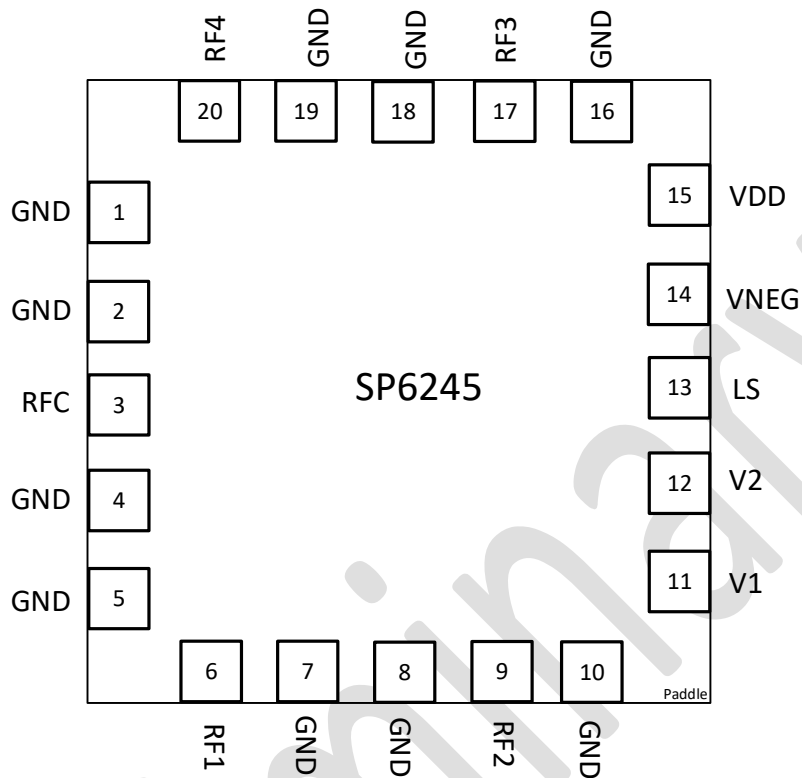 RF4 GND GND RF3 GND
20 19 18 17 16
GND 1 15 VDD
GND 2 14 VNEG
SP6245
RFC 3 13 LS
GND 4 12 V2
GND 5 11 V1
6 7 8 9 10
Paddle
RF1 GND GND RF2 GND